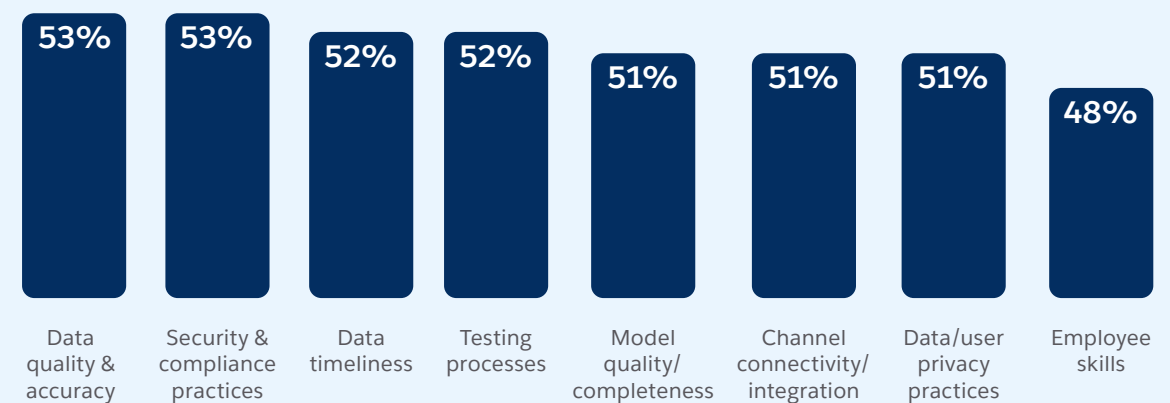 53%
53%
52%
52%
51%
51%
51%
48%
Data
quality &
accuracy
Security &
compliance
practices
Data
timeliness
Testing
processes
Model
quality/
completeness
Channel
connectivity/
integration
Data/user
privacy
practices
Employee
skills